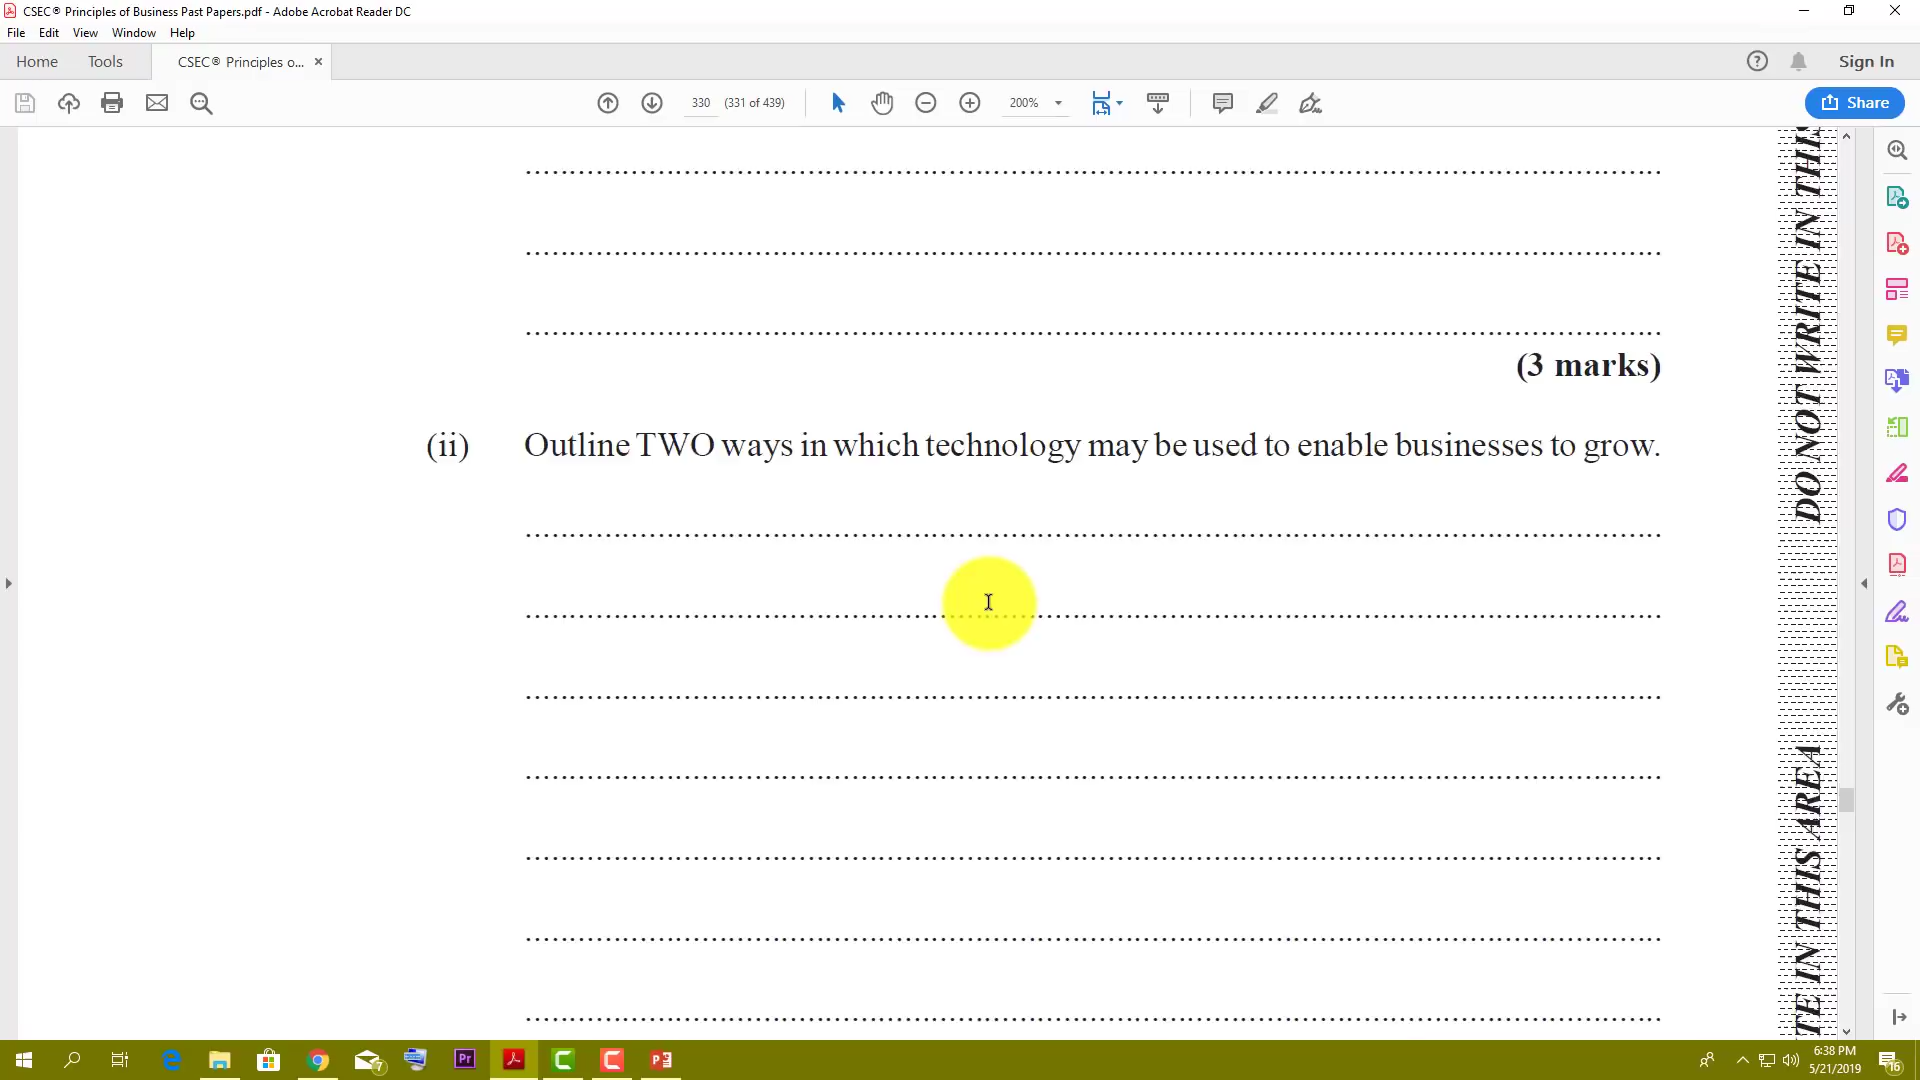 CSEC® Principles of Business Past Papers.pdf - Adobe Acrobat Reader DC
File Edit View Window Help
Home Tools CSEC® Principles o... × Sign In
330 (331 of 439) 200% Share
(3 marks)
(ii) Outline TWO ways in which technology may be used to enable businesses to grow.
DO NOT WRITE IN THIS
TE IN THIS AREA
Pr
7
6:38 PM
5/21/2019
16